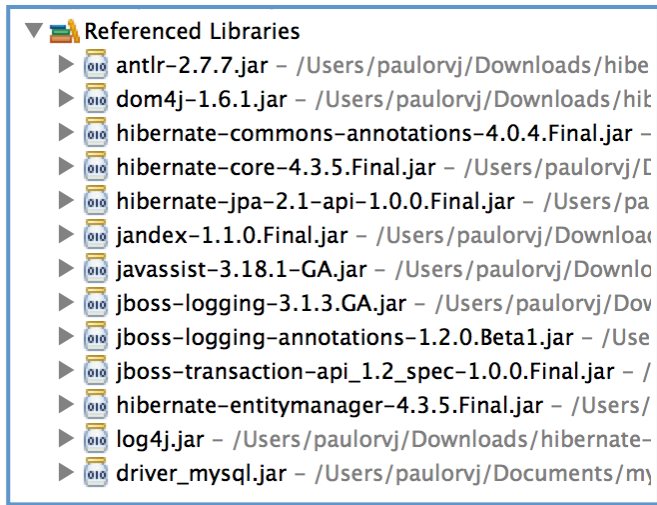 Referenced Libraries
antlr-2.7.7.jar – /Users/paulorvj/Downloads/hibe
dom4j-1.6.1.jar – /Users/paulorvj/Downloads/hib
hibernate-commons-annotations-4.0.4.Final.jar –
hibernate-core-4.3.5.Final.jar – /Users/paulorvj/D
hibernate-jpa-2.1-api-1.0.0.Final.jar – /Users/pa
jandex-1.1.0.Final.jar – /Users/paulorvj/Download
javassist-3.18.1-GA.jar – /Users/paulorvj/Downlo
jboss-logging-3.1.3.GA.jar – /Users/paulorvj/Dov
jboss-logging-annotations-1.2.0.Beta1.jar – /Use
jboss-transaction-api_1.2_spec-1.0.0.Final.jar – /
hibernate-entitymanager-4.3.5.Final.jar – /Users/
log4j.jar – /Users/paulorvj/Downloads/hibernate-
driver_mysql.jar – /Users/paulorvj/Documents/my